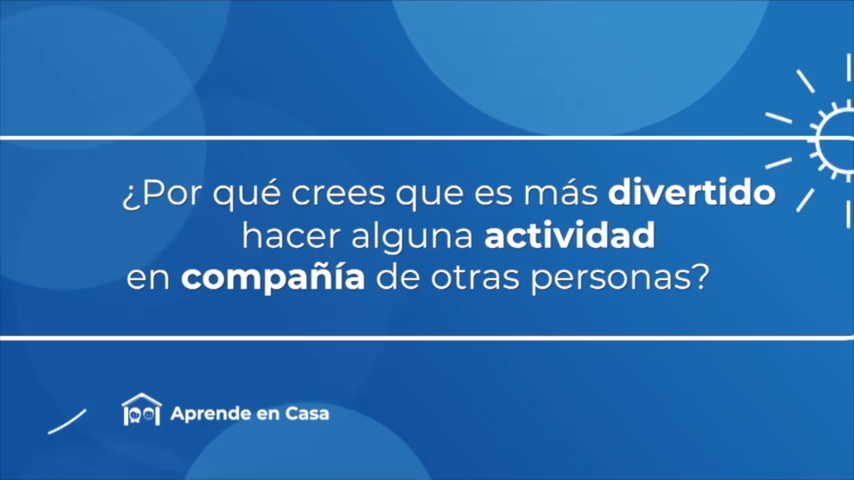 ¿Por qué crees que es más divertido
hacer alguna actividad
en compañía de otras personas?
Aprende en Casa